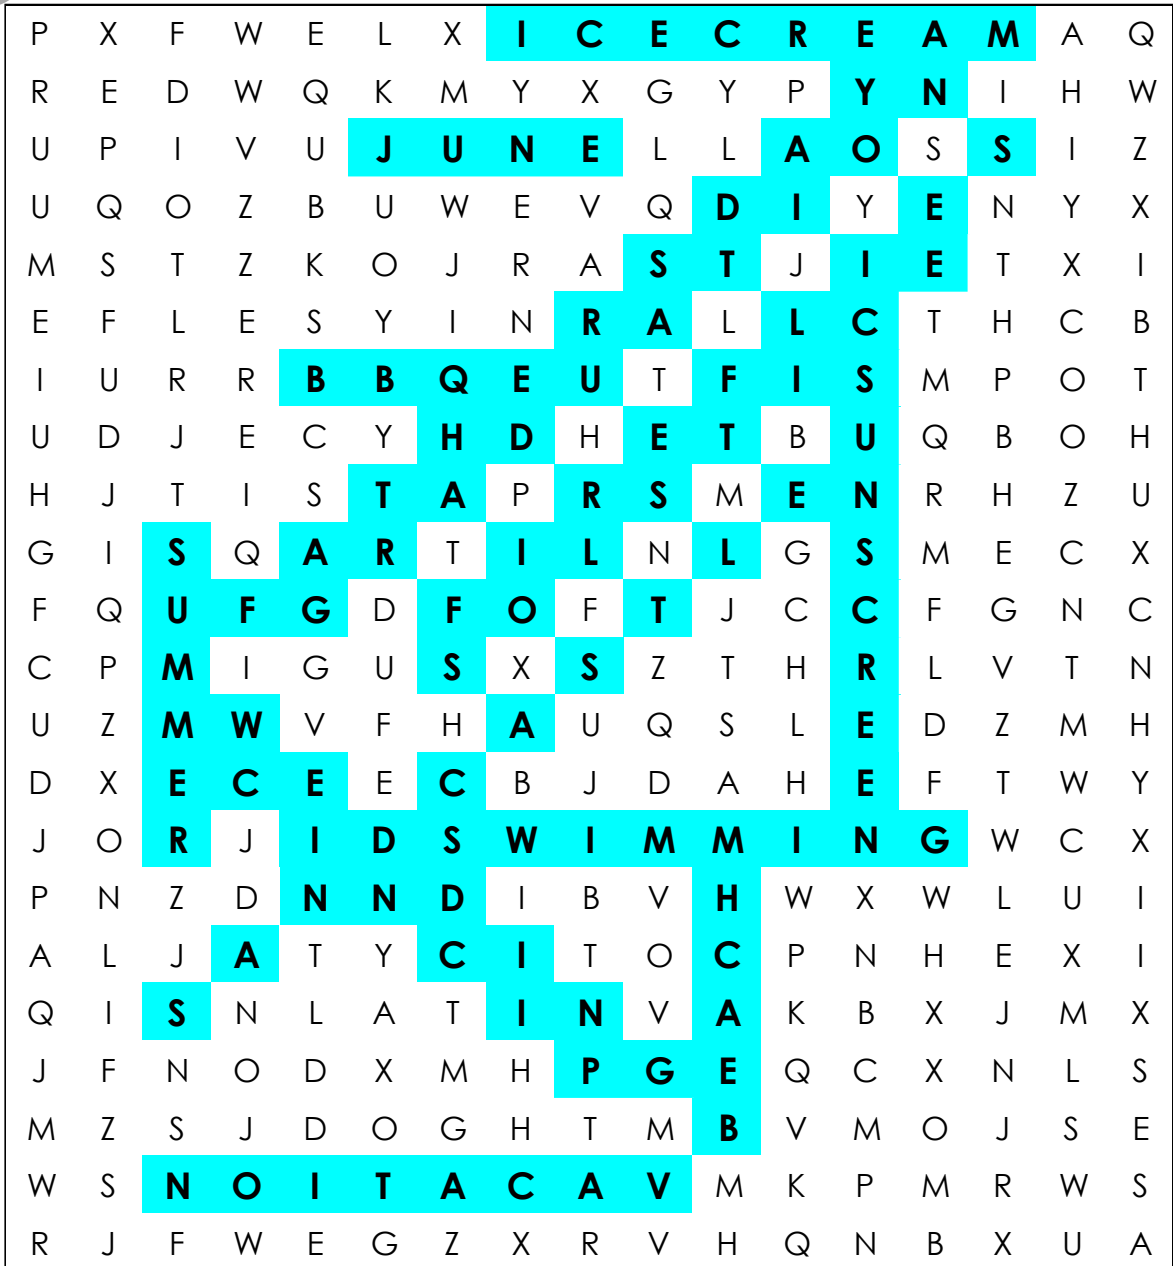 P X F W E L X I C E C R E A M A Q
R E D W Q K M Y X G Y P Y N I H W
U P I V U J U N E L L A O S S I Z
U Q O Z B U W E V Q D I Y E N Y X
M S T Z K O J R A S T J I E T X I
E F L E S Y I N R A L L C T H C B
I U R R B B Q E U T F I S M P O T
U D J E C Y H D H E T B U Q B O H
H J T I S T A P R S M E N R H Z U
G I S Q A R T I L N L G S M E C X
F Q U F G D F O F T J C C F G N C
C P M I G U S X S Z T H R L V T N
U Z M W V F H A U Q S L E D Z M H
D X E C E E C B J D A H E F T W Y
J O R J I D S W I M M I N G W C X
P N Z D N N D I B V H W X W L U I
A L J A T Y C I T O C P N H E X I
Q I S N L A T I N V A K B X J M X
J F N O D X M H P G E Q C X N L S
M Z S J D O G H T M B V M O J S E
W S N O I T A C A V M K P M R W S
R J F W E G Z X R V H Q N B X U A